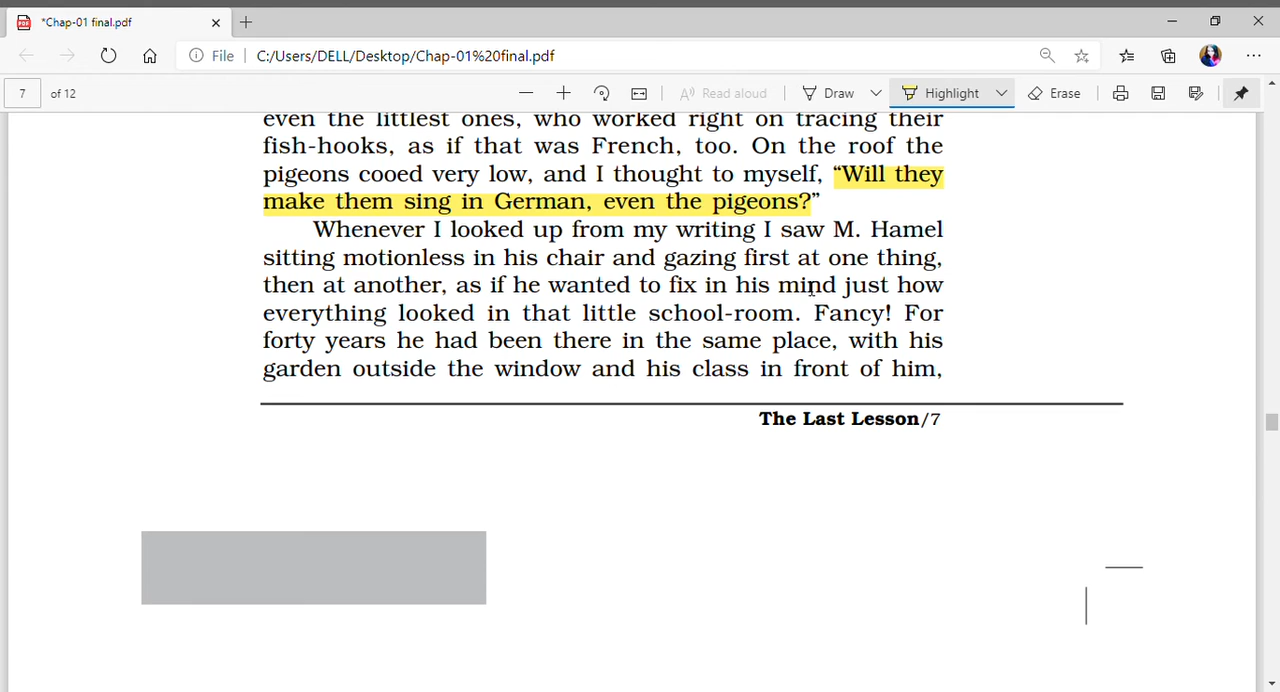 *Chap-01 final.pdf
File
C:/Users/DELL/Desktop/Chap-01%20final.pdf
7 of 12
Read aloud
Draw
Highlight
Erase
even the littlest ones, who worked right on tracing their
fish-hooks, as if that was French, too. On the roof the
pigeons cooed very low, and I thought to myself, “Will they
make them sing in German, even the pigeons?”
Whenever I looked up from my writing I saw M. Hamel
sitting motionless in his chair and gazing first at one thing,
then at another, as if he wanted to fix in his mind just how
everything looked in that little school-room. Fancy! For
forty years he had been there in the same place, with his
garden outside the window and his class in front of him,
The Last Lesson/7